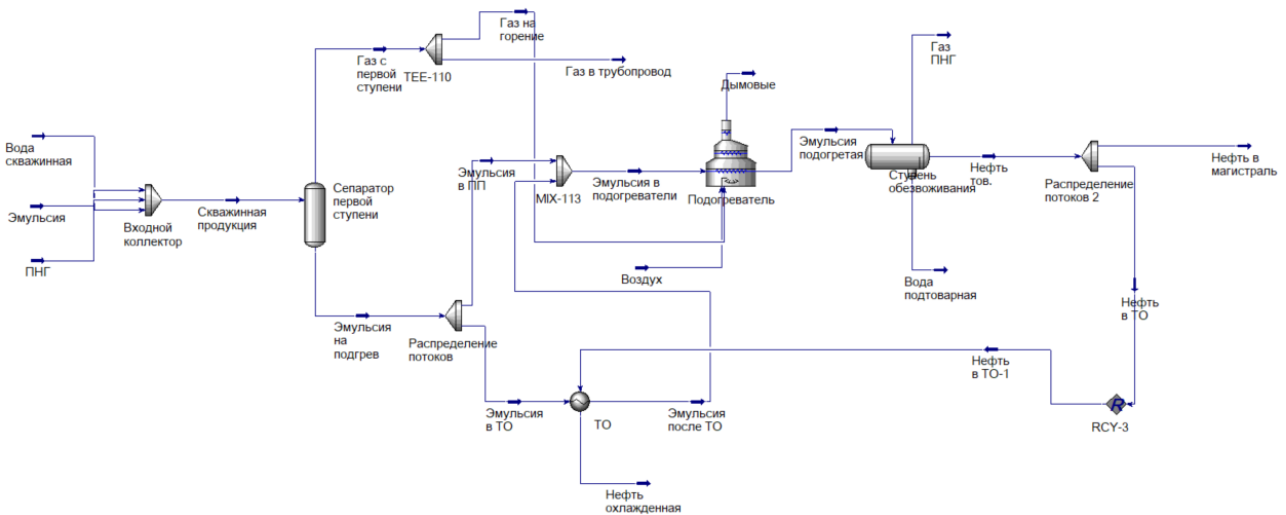 Газ на
горение
Газ с
первой
ступени
TEE-110
Газ в трубопровод
Газ
ПНГ
Дымовые
Вода
скважинная
Эмульсия
ПНГ
Входной
коллектор
Скважинная
продукция
Сепаратор
первой
ступени
Эмульсия
в ПП
MIX-113
Эмульсия в
подогреватели
Подогреватель
Воздух
Эмульсия
подогретая
Ступень
обезвоживания
Нефть
тов.
Вода
подтоварная
Распределение
потоков 2
Нефть в
магистраль
Эмульсия
на
подгрев
Распределение
потоков
Эмульсия
в ТО
ТО
Эмульсия
после ТО
Нефть
охлажденная
Нефть
в ТО-1
Нефть
в ТО
R
RCY-3